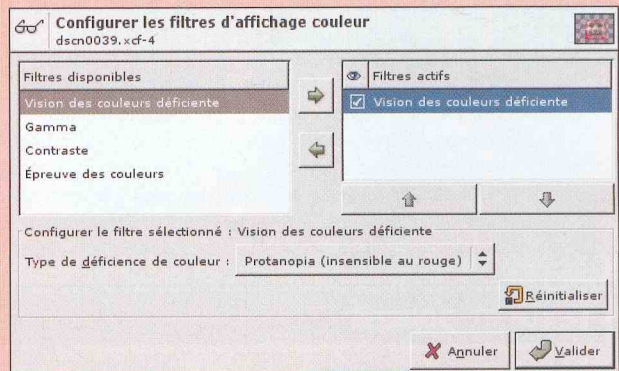 Configurer les filtres d'affichage couleur
dscn0039.xcf-4
Filtres disponibles
Vision des couleurs déficiente
Gamma
Contraste
Épreuve des couleurs
Filtres actifs
Vision des couleurs déficiente
Configurer le filtre sélectionné : Vision des couleurs déficiente
Type de déficience de couleur : Protanopia (insensible au rouge)
Réinitialiser
Annuler
Valider